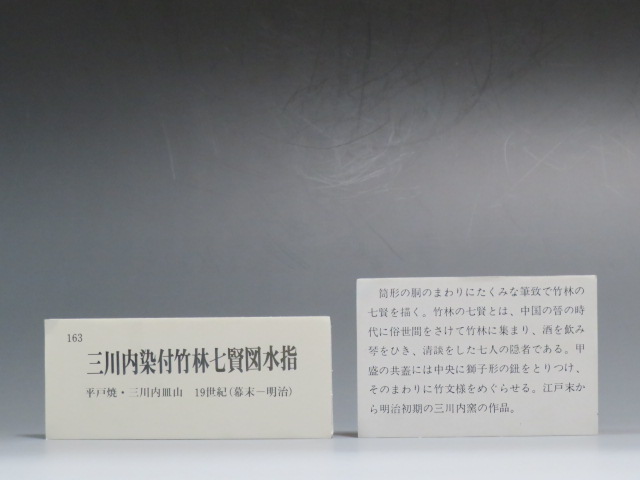 163
三川内染付竹林七賢図水指
平戸焼・三川内皿山 19世紀(幕末−明治)
筒形の胴のまわりにたくみな筆致で竹林の
七賢を描く。竹林の七賢とは、中国の晋の時
代に俗世間をさけて竹林に集まり、酒を飲み
琴をひき、清談をした七人の隠者である。甲
盛の共蓋には中央に獅子形の鈕をとりつけ、
そのまわりに竹文様をめぐらせる。江戸末か
ら明治初期の三川内窯の作品。